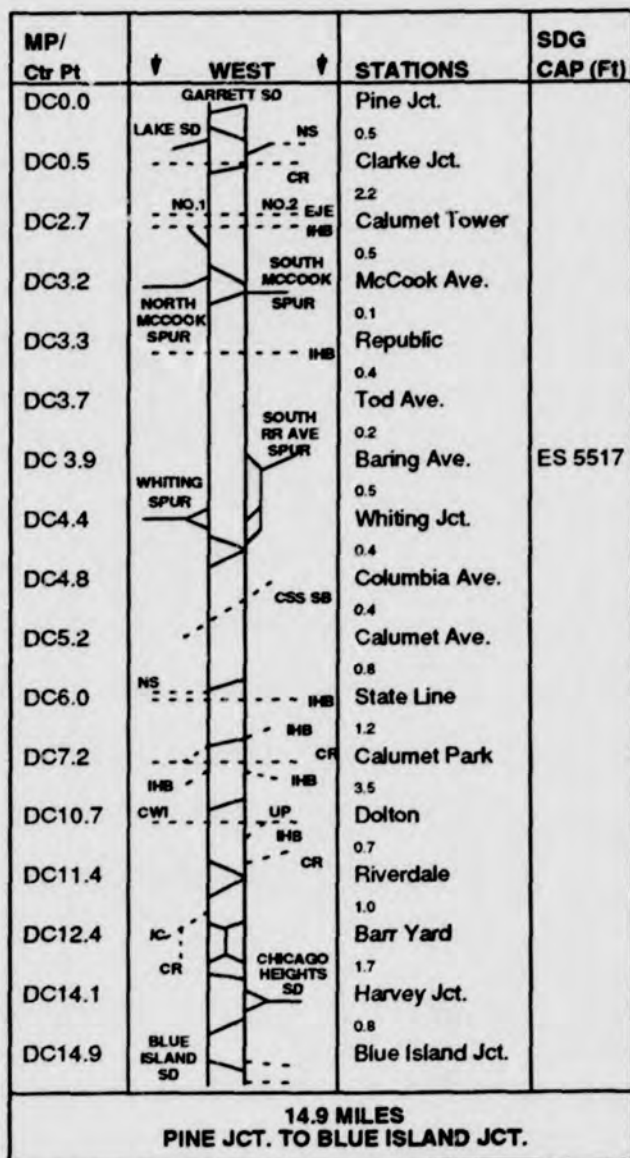 MP/ SDG
Ctr Pt WEST STATIONS CAP (Ft)
DC0.0 GARRETT SD Pine Jct.
LAKE SD NS 0.5
DC0.5 Clarke Jct.
CR 2.2
NO.1 NO.2 EJE
DC2.7 IHB Calumet Tower
SOUTH 0.5
DC3.2 MCCOOK McCook Ave.
NORTH SPUR 0.1
MCCOOK
SPUR
DC3.3 IHB Republic
0.4
DC3.7 Tod Ave.
SOUTH 0.2
RR AVE
SPUR
DC 3.9 Baring Ave. ES 5517
WHITING 0.5
SPUR
DC4.4 Whiting Jct.
0.4
DC4.8 Columbia Ave.
CSS SB 0.4
DC5.2 Calumet Ave.
0.8
NS
DC6.0 IHB State Line
IHB 1.2
DC7.2 CR Calumet Park
IHB IHB 3.5
DC10.7 CWI UP Dolton
IHB 0.7
CR
DC11.4 Riverdale
1.0
DC12.4 IC Barr Yard
CR CHICAGO 1.7
HEIGHTS
SD
DC14.1 Harvey Jct.
0.8
BLUE
DC14.9 ISLAND Blue Island Jct.
SD
14.9 MILES
PINE JCT. TO BLUE ISLAND JCT.